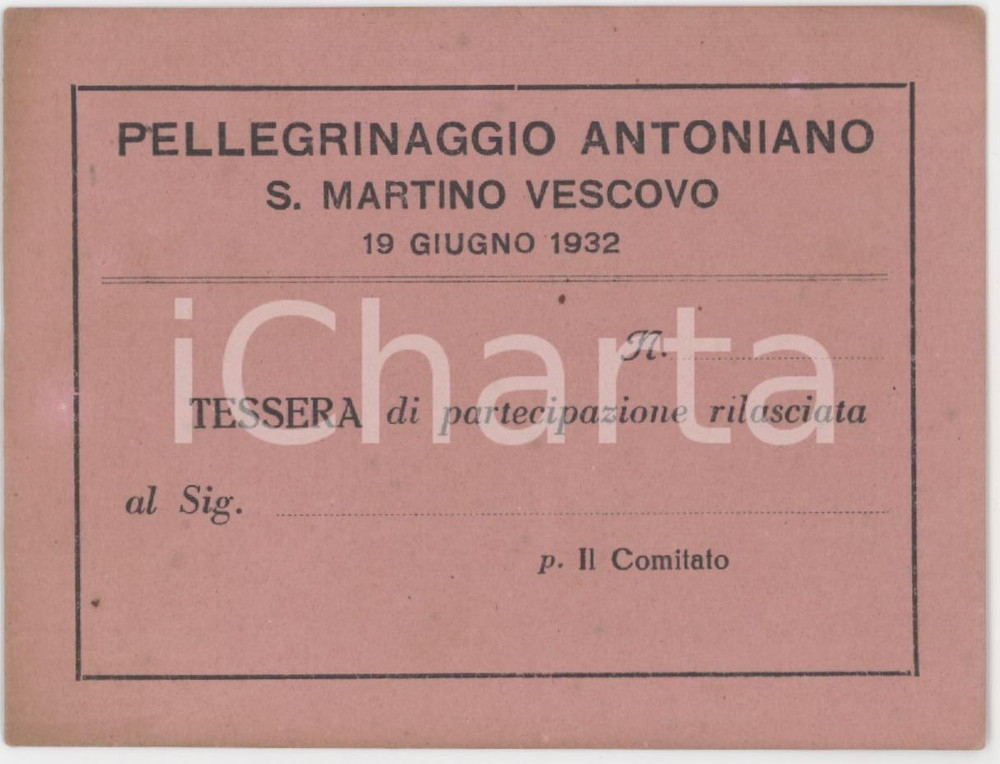 PELLEGRINAGGIO ANTONIANO
S. MARTINO VESCOVO
19 GIUGNO 1932
N.
iCharta
TESSERA di partecipazione rilasciata
al Sig.
p. Il Comitato